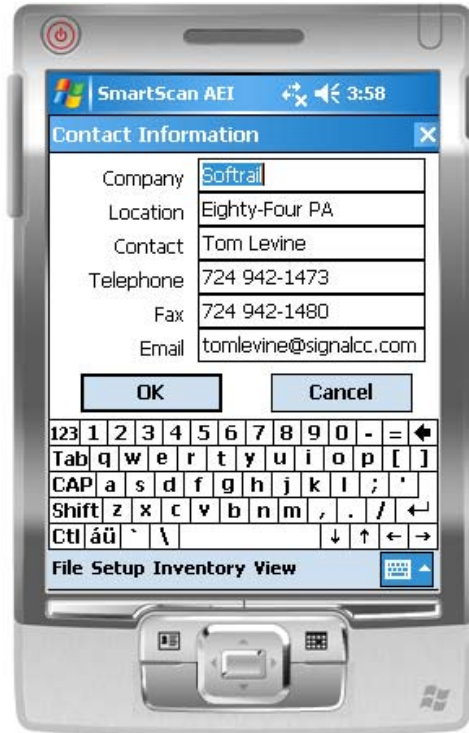 SmartScan AEI 3:58
Contact Information
Company Softrail
Location Eighty-Four PA
Contact Tom Levine
Telephone 724 942-1473
Fax 724 942-1480
Email tomlevine@signalcc.com
OK Cancel
123 1 2 3 4 5 6 7 8 9 0 - =
Tab q w e r t y u i o p [ ]
CAP a s d f g h j k l ; '
Shift z x c v b n m , . /
Ctl áü ` \
File Setup Inventory View